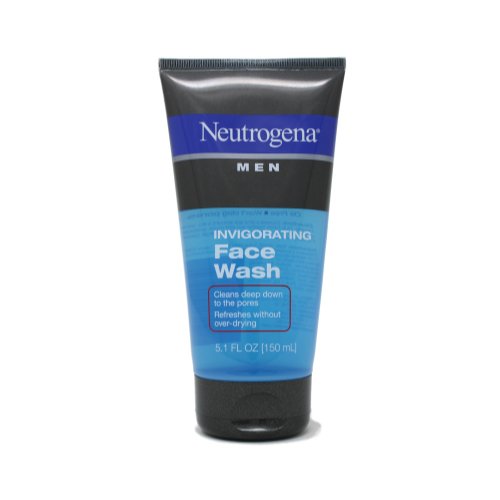 Neutrogena®
MEN
INVIGORATING
Face
Wash
Cleans deep down
to the pores
Refreshes without
over-drying
5.1 FL OZ [150 mL]